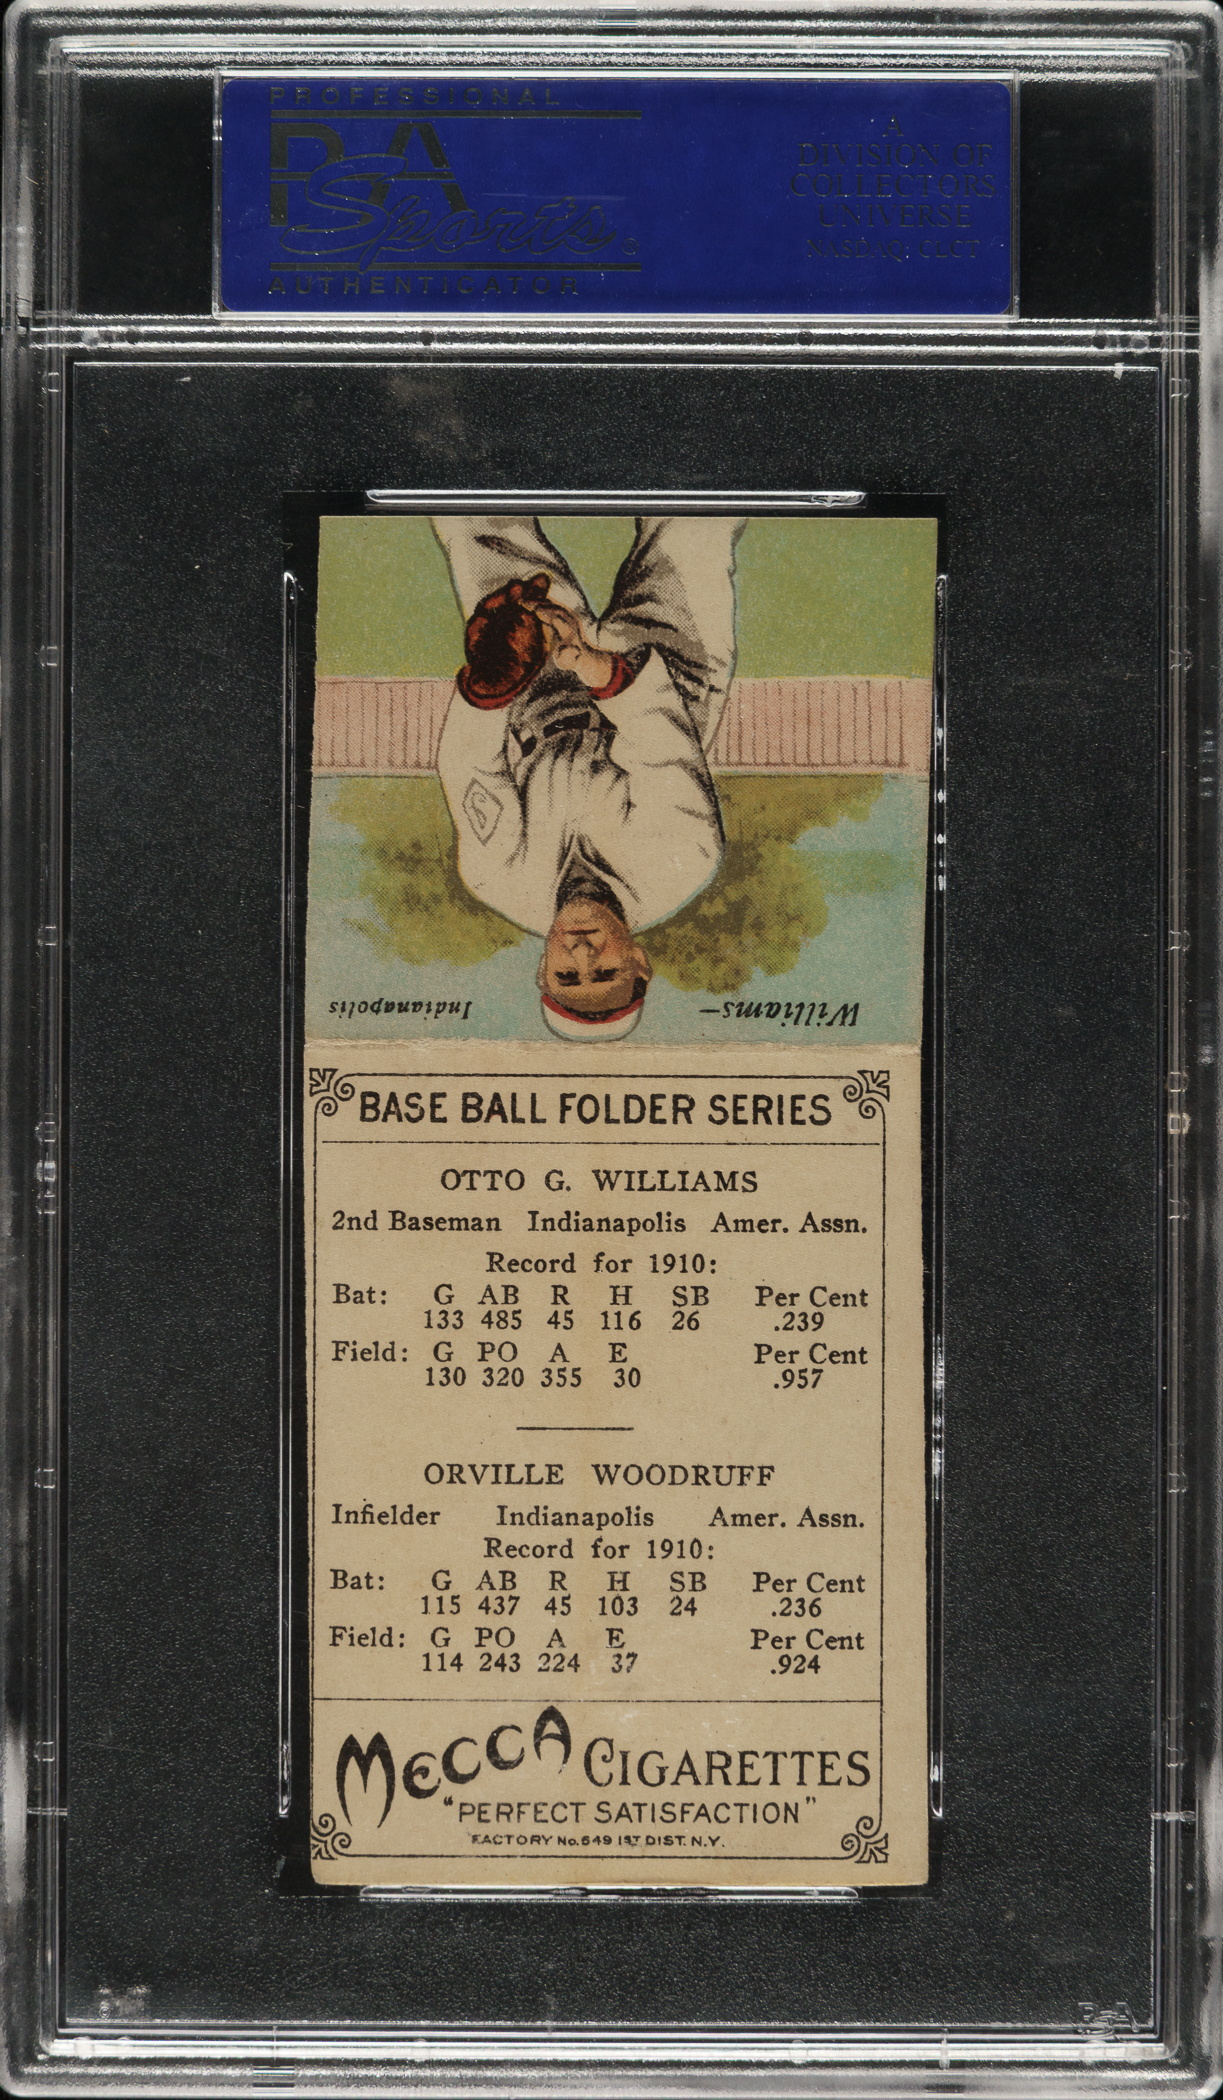 PROFESSIONAL
PSA
Sports®
AUTHENTICATOR
A
DIVISION OF
COLLECTORS
UNIVERSE
NASDAQ: CLCT
Williams— Indianapolis
BASE BALL FOLDER SERIES
OTTO G. WILLIAMS
2nd Baseman Indianapolis Amer. Assn.
Record for 1910:
Bat: G AB R H SB Per Cent
133 485 45 116 26 .239
Field: G PO A E Per Cent
130 320 355 30 .957
ORVILLE WOODRUFF
Infielder Indianapolis Amer. Assn.
Record for 1910:
Bat: G AB R H SB Per Cent
115 437 45 103 24 .236
Field: G PO A E Per Cent
114 243 224 37 .924
MECCA CIGARETTES
"PERFECT SATISFACTION"
FACTORY No. 649 1ST DIST. N.Y.
PSA